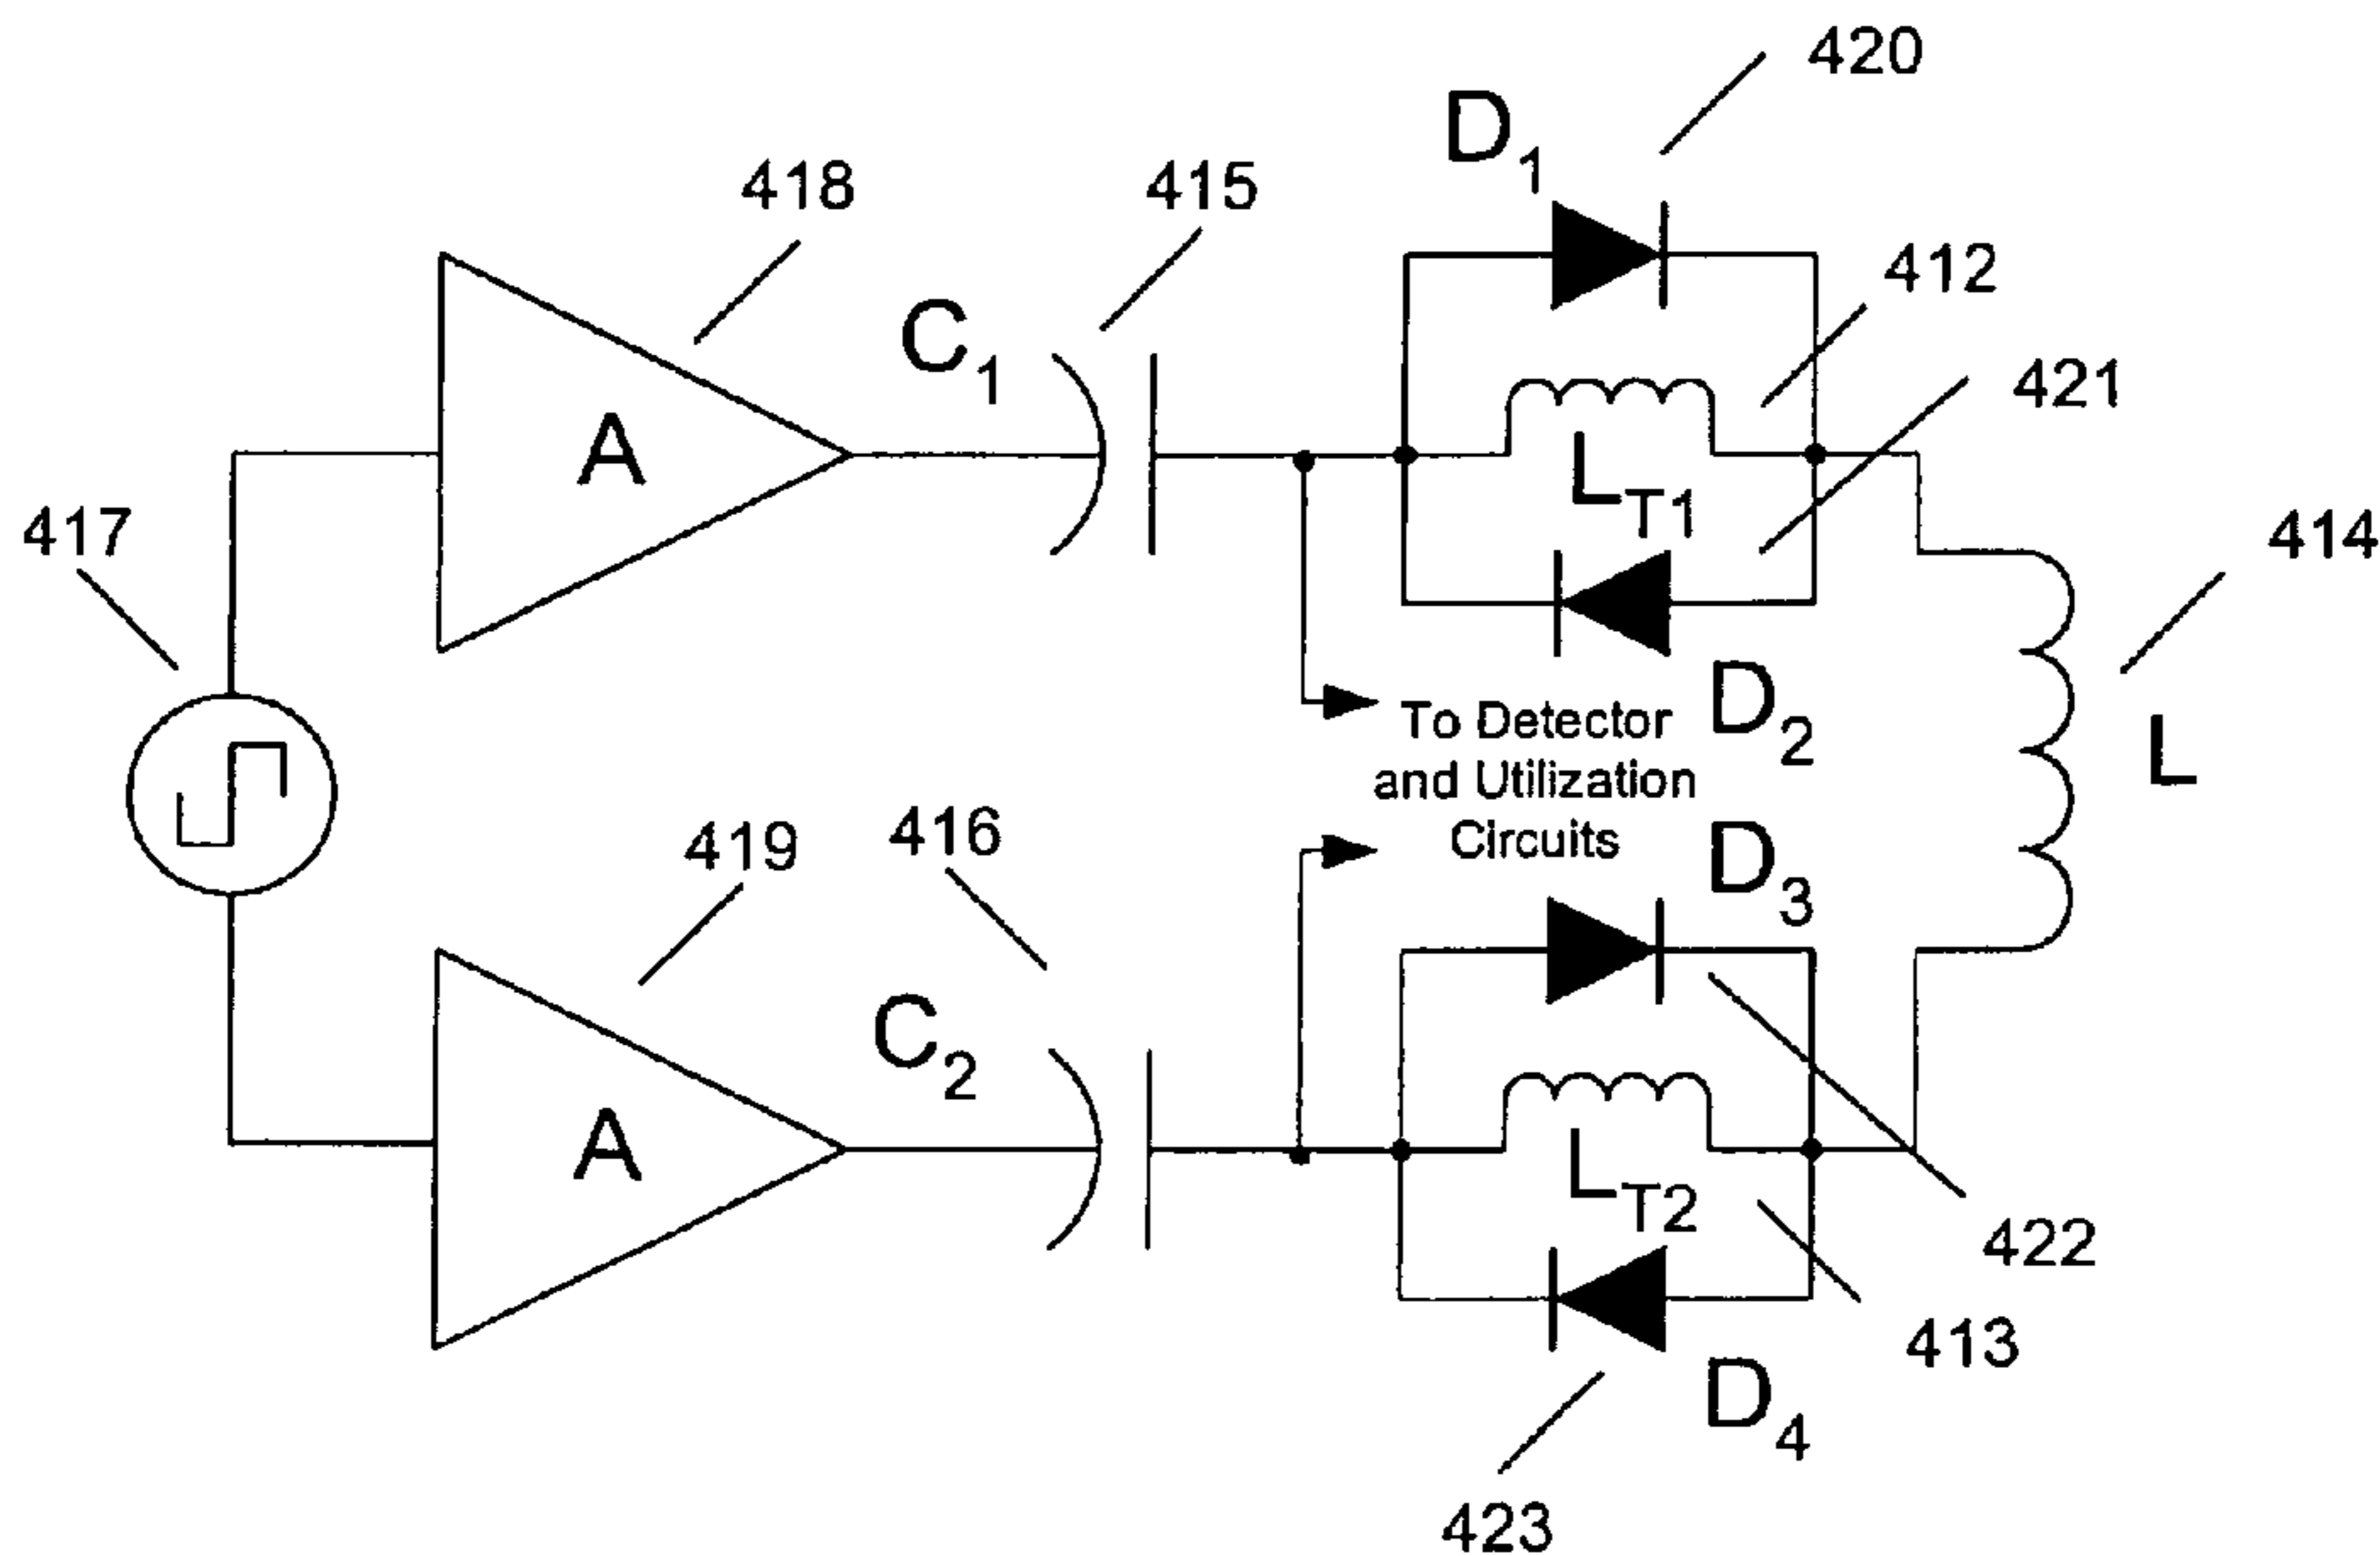 420
D1
418
415
412
C1
421
A
LT1
417
414
D2
To Detector
and Utilization
Circuits
L
D3
419
416
C2
A
LT2
422
413
D4
423